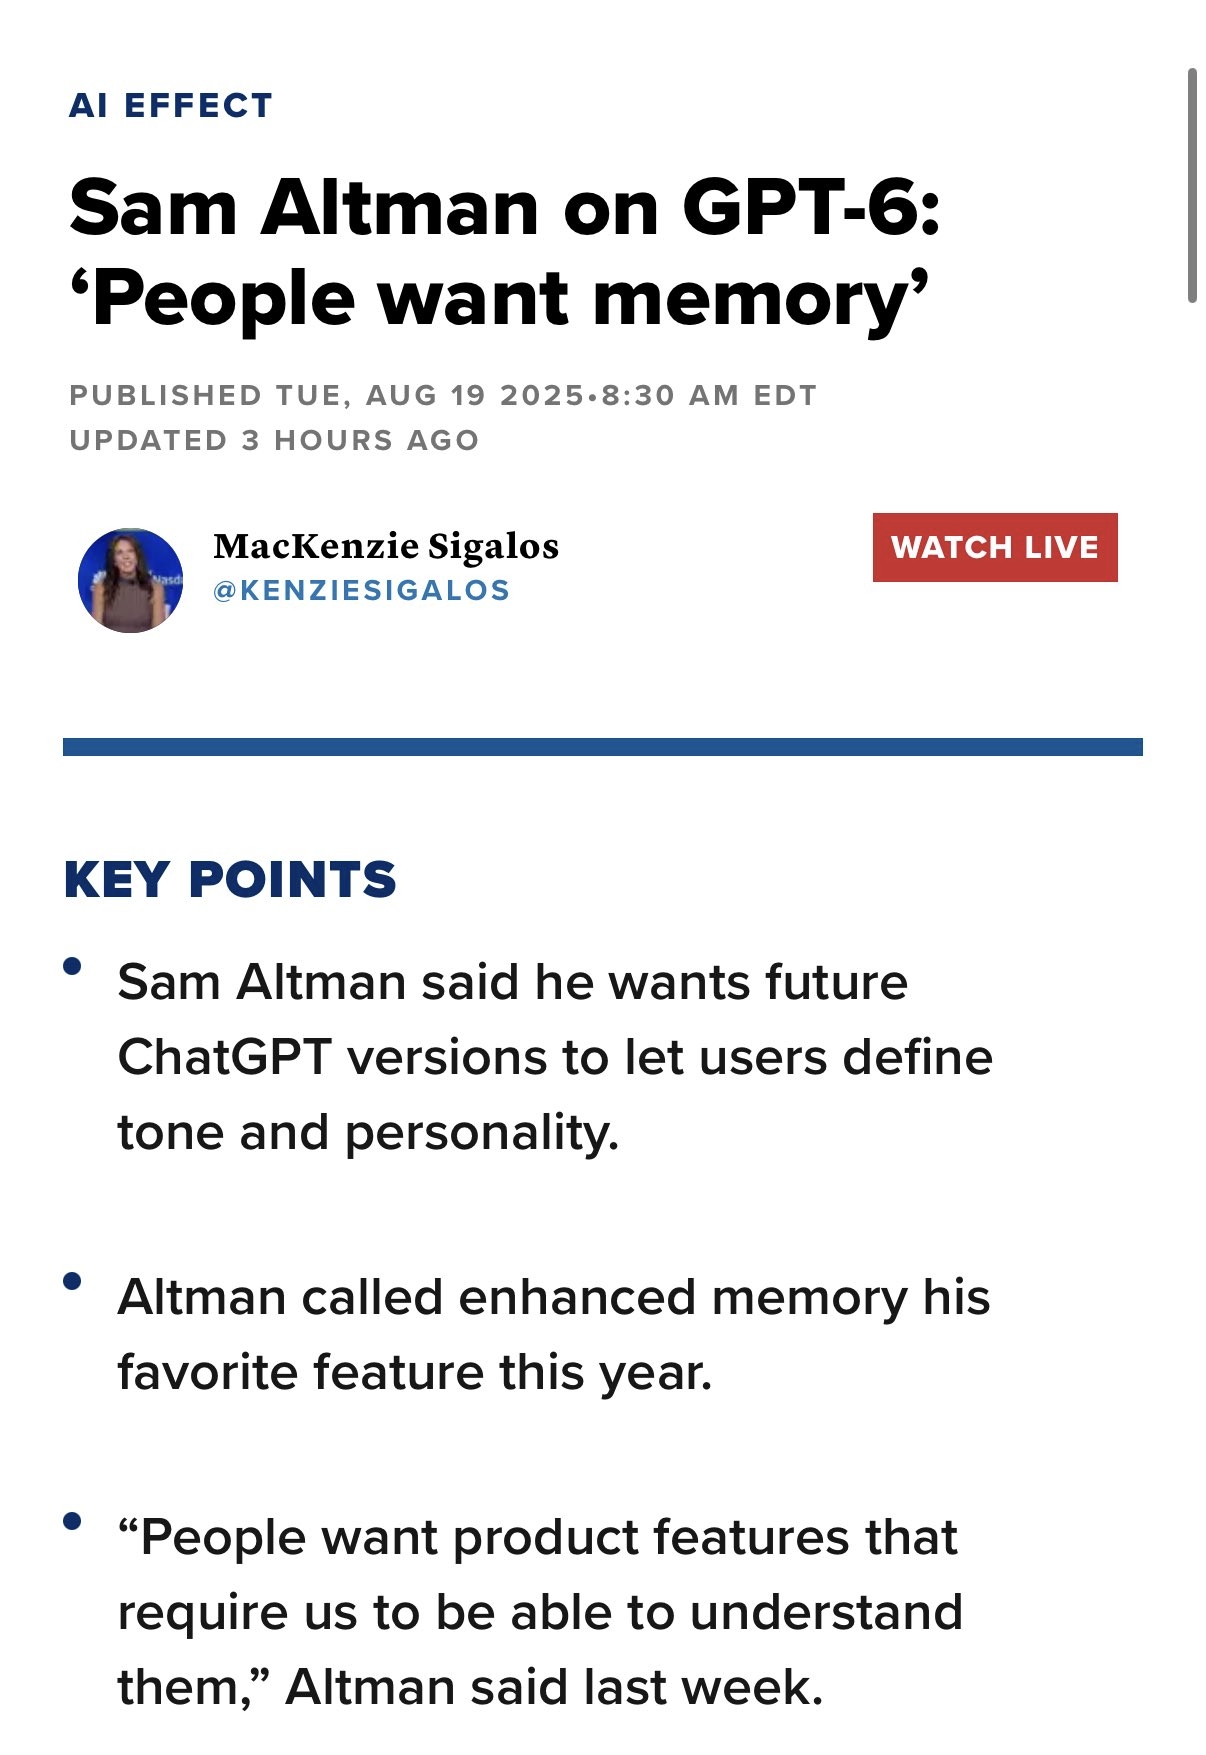 AI EFFECT
Sam Altman on GPT-6:
‘People want memory’
PUBLISHED TUE, AUG 19 2025•8:30 AM EDT
UPDATED 3 HOURS AGO
MacKenzie Sigalos
@KENZIESIGALOS
WATCH LIVE
KEY POINTS
• Sam Altman said he wants future
ChatGPT versions to let users define
tone and personality.
• Altman called enhanced memory his
favorite feature this year.
• “People want product features that
require us to be able to understand
them,” Altman said last week.